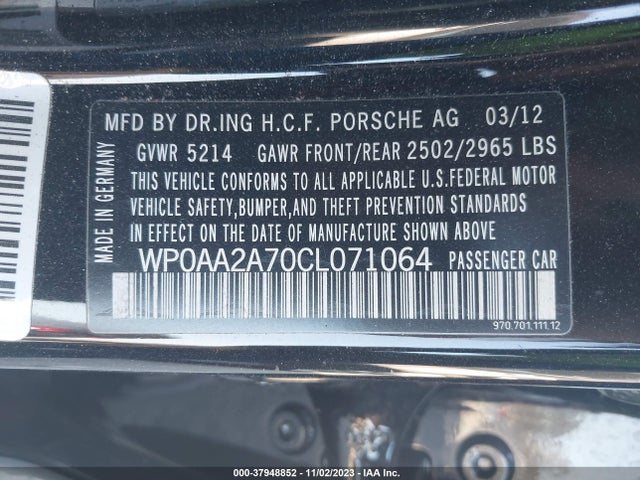 MFD BY DR.ING H.C.F. PORSCHE AG 03/12
GVWR 5214 GAWR FRONT/REAR 2502/2965 LBS
THIS VEHICLE CONFORMS TO ALL APPLICABLE U.S.FEDERAL MOTOR
VEHICLE SAFETY,BUMPER,AND THEFT PREVENTION STANDARDS
IN EFFECT ON THE DATE OF MANUFACTURE SHOWN ABOVE
MADE IN GERMANY
WP0AA2A70CL071064 PASSENGER CAR
970.701.111.12
000-37948852 - 11/02/2023 - IAA Inc.